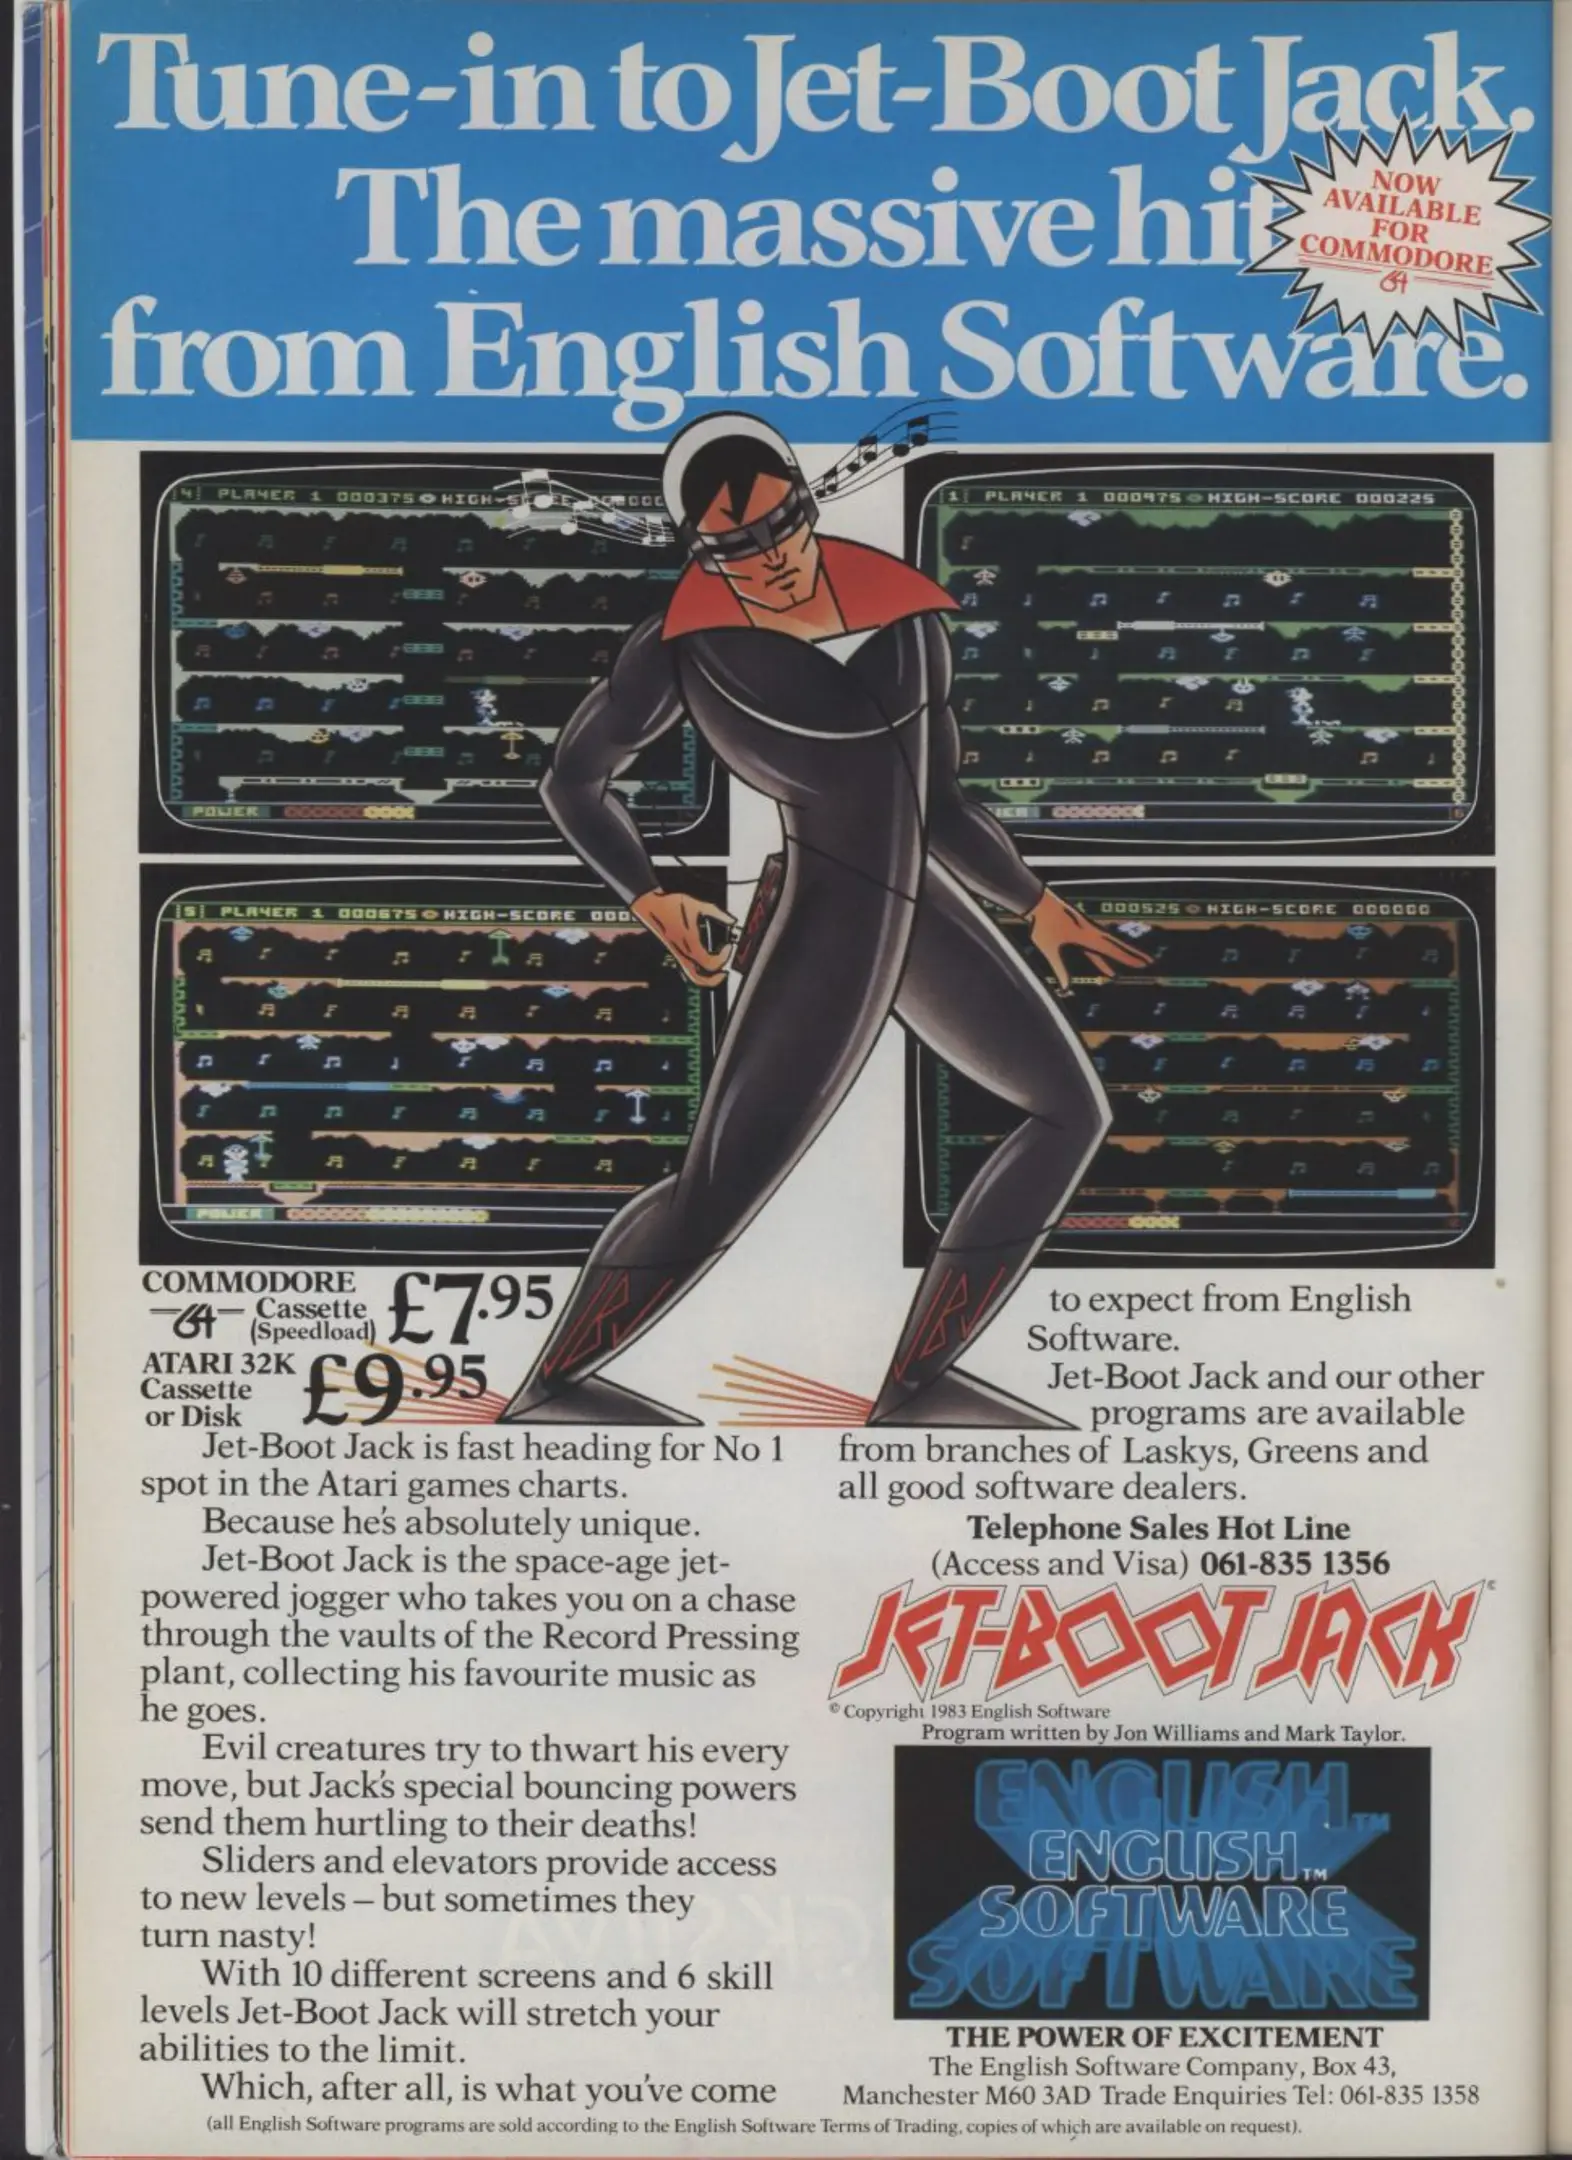 Tune-in to Jet-Boot Jack.
The massive hit
from English Software.
NOW
AVAILABLE
FOR
COMMODORE
64
4 PLAYER 1 000375 HIGH-SCORE
POWER
1 PLAYER 1 000975 HIGH-SCORE 000225
6
5 PLAYER 1 000675 HIGH-SCORE
POWER
000525 HIGH-SCORE 000000
JBJ
JBJ
COMMODORE
64 Cassette
(Speedload)
£7.95
ATARI 32K
Cassette
or Disk
£9.95
Jet-Boot Jack is fast heading for No 1
spot in the Atari games charts.
Because he's absolutely unique.
Jet-Boot Jack is the space-age jet-
powered jogger who takes you on a chase
through the vaults of the Record Pressing
plant, collecting his favourite music as
he goes.
Evil creatures try to thwart his every
move, but Jack's special bouncing powers
send them hurtling to their deaths!
Sliders and elevators provide access
to new levels – but sometimes they
turn nasty!
With 10 different screens and 6 skill
levels Jet-Boot Jack will stretch your
abilities to the limit.
Which, after all, is what you've come
to expect from English
Software.
Jet-Boot Jack and our other
programs are available
from branches of Laskys, Greens and
all good software dealers.
Telephone Sales Hot Line
(Access and Visa) 061-835 1356
JET-BOOT JACK ©
© Copyright 1983 English Software
Program written by Jon Williams and Mark Taylor.
ENGLISH TM
ENGLISH TM
SOFTWARE
SOFTWARE
THE POWER OF EXCITEMENT
The English Software Company, Box 43,
Manchester M60 3AD Trade Enquiries Tel: 061-835 1358
(all English Software programs are sold according to the English Software Terms of Trading, copies of which are available on request).